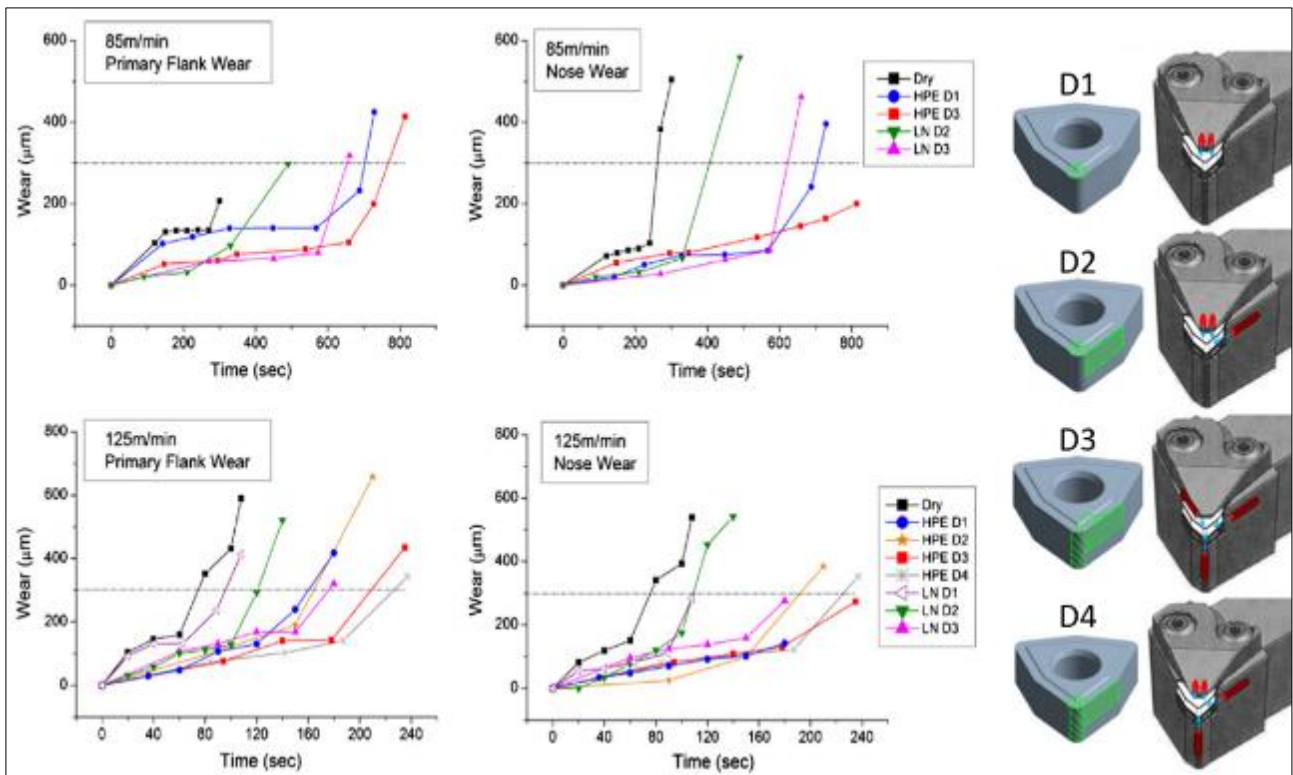 85m/min
Primary Flank Wear
600
400
200
0
Wear (μm)
0 200 400 600 800
Time (sec)
85m/min
Nose Wear
600
400
200
0
Wear (μm)
0 200 400 600 800
Time (sec)
Dry
HPE D1
HPE D3
LN D2
LN D3
125m/min
Primary Flank Wear
800
600
400
200
0
Wear (μm)
0 40 80 120 160 200 240
Time (sec)
125m/min
Nose Wear
800
600
400
200
0
Wear (μm)
0 40 80 120 160 200 240
Time (sec)
Dry
HPE D1
HPE D2
HPE D3
HPE D4
LN D1
LN D2
LN D3
D1
D2
D3
D4